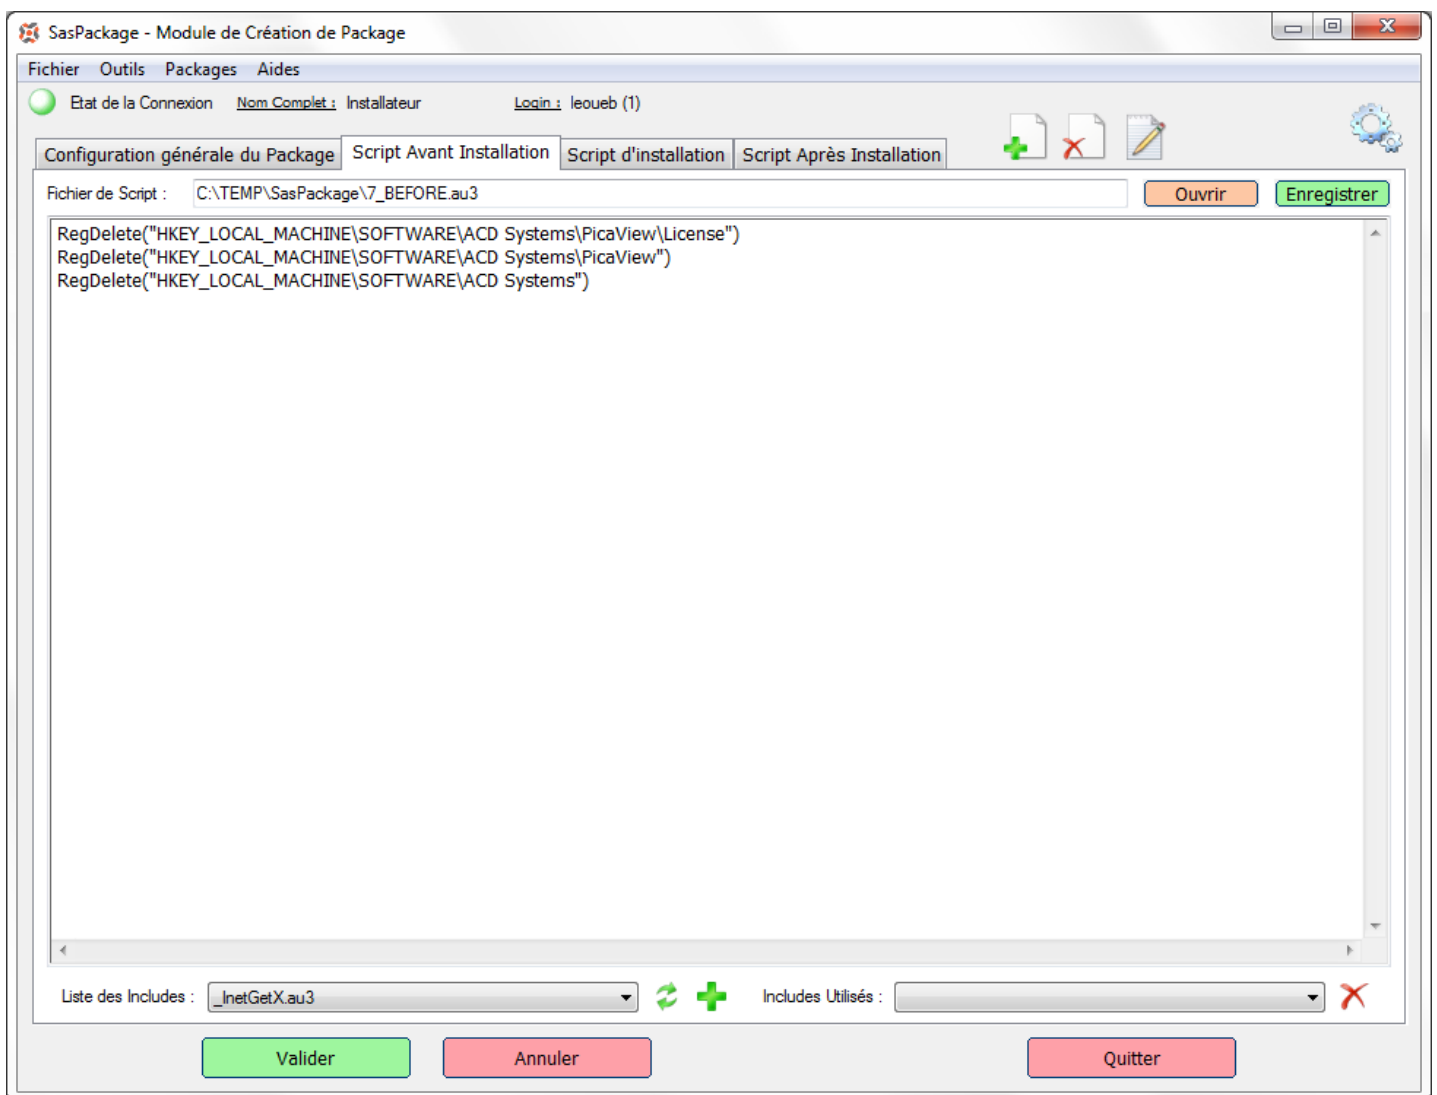 SasPackage - Module de Création de Package
Fichier Outils Packages Aides
Etat de la Connexion Nom Complet : Installateur Login : leoueb (1)
Configuration générale du Package Script Avant Installation Script d'installation Script Après Installation
Fichier de Script : C:\TEMP\SasPackage\7_BEFORE.au3 Ouvrir Enregistrer
RegDelete("HKEY_LOCAL_MACHINE\SOFTWARE\ACD Systems\PicaView\License")
RegDelete("HKEY_LOCAL_MACHINE\SOFTWARE\ACD Systems\PicaView")
RegDelete("HKEY_LOCAL_MACHINE\SOFTWARE\ACD Systems")
Liste des Includes : _InetGetX.au3 Includes Utilisés :
Valider Annuler Quitter